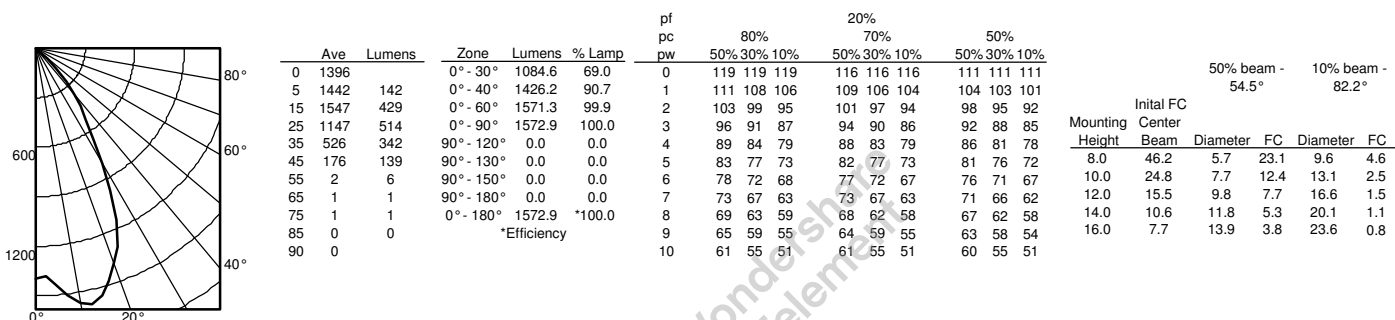 80°
60°
40°
600
1200
0° 20°
Ave Lumens
0 1396
5 1442 142
15 1547 429
25 1147 514
35 526 342
45 176 139
55 2 6
65 1 1
75 1 1
85 0 0
90 0
Zone Lumens % Lamp
0° - 30° 1084.6 69.0
0° - 40° 1426.2 90.7
0° - 60° 1571.3 99.9
0° - 90° 1572.9 100.0
90° - 120° 0.0 0.0
90° - 130° 0.0 0.0
90° - 150° 0.0 0.0
90° - 180° 0.0 0.0
0° - 180° 1572.9 *100.0
*Efficiency
pf 20%
pc 80% 70% 50%
pw 50% 30% 10% 50% 30% 10% 50% 30% 10%
0 119 119 119 116 116 116 111 111 111
1 111 108 106 109 106 104 104 103 101
2 103 99 95 101 97 94 98 95 92
3 96 91 87 94 90 86 92 88 85
4 89 84 79 88 83 79 86 81 78
5 83 77 73 82 77 73 81 76 72
6 78 72 68 77 72 67 76 71 67
7 73 67 63 73 67 63 71 66 62
8 69 63 59 68 62 58 67 62 58
9 65 59 55 64 59 55 63 58 54
10 61 55 51 61 55 51 60 55 51
50% beam - 10% beam -
54.5° 82.2°
Inital FC
Mounting Center
Height Beam Diameter FC Diameter FC
8.0 46.2 5.7 23.1 9.6 4.6
10.0 24.8 7.7 12.4 13.1 2.5
12.0 15.5 9.8 7.7 16.6 1.5
14.0 10.6 11.8 5.3 20.1 1.1
16.0 7.7 13.9 3.8 23.6 0.8